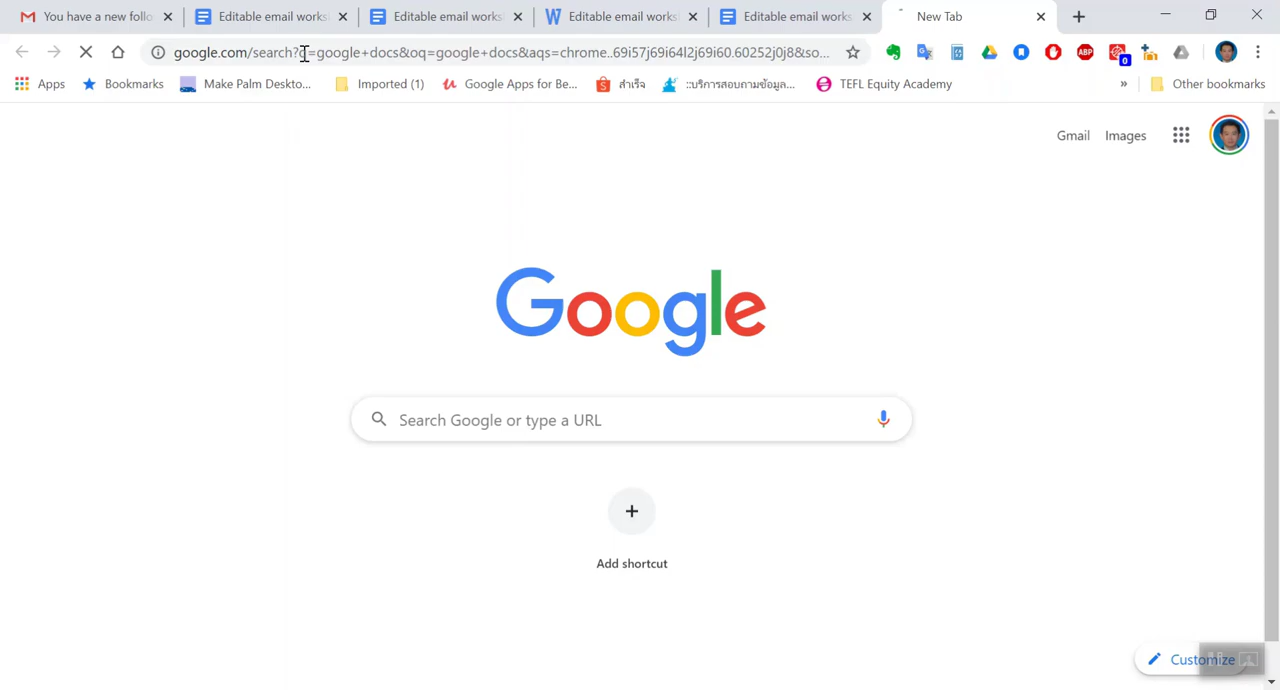 You have a new follo
Editable email works
Editable email works
Editable email works
Editable email works
New Tab
google.com/search?q=google+docs&oq=google+docs&aqs=chrome..69i57j69i64l2j69i60.60252j0j8&so...
ABP
0
Apps
Bookmarks
Make Palm Deskto...
Imported (1)
Google Apps for Be...
สำเร็จ
::บริการสอบถามข้อมูล...
TEFL Equity Academy
»
Other bookmarks
Gmail
Images
Google
Search Google or type a URL
Add shortcut
Customize